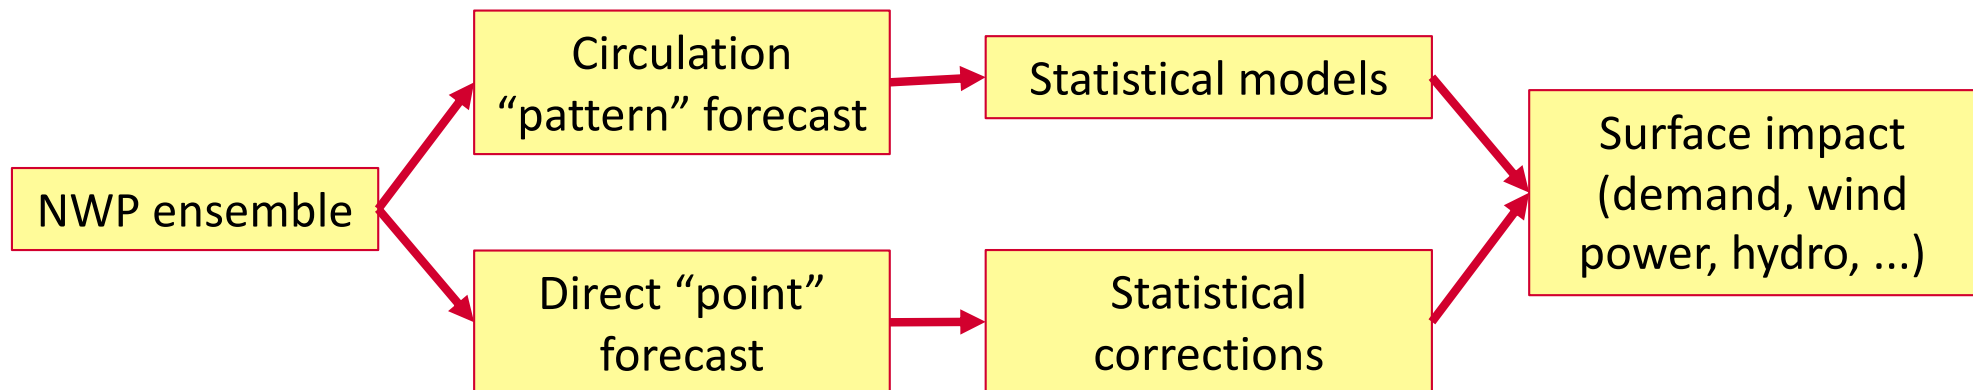 NWP ensemble
Circulation
“pattern” forecast
Statistical models
Direct “point”
forecast
Statistical
corrections
Surface impact
(demand, wind
power, hydro, ...)